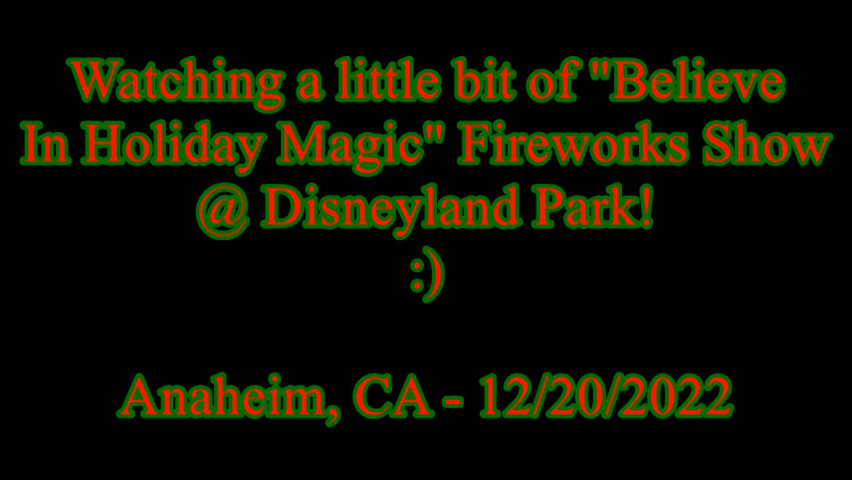 Watching a little bit of "Believe
In Holiday Magic" Fireworks Show
@ Disneyland Park!
:)
Anaheim, CA - 12/20/2022